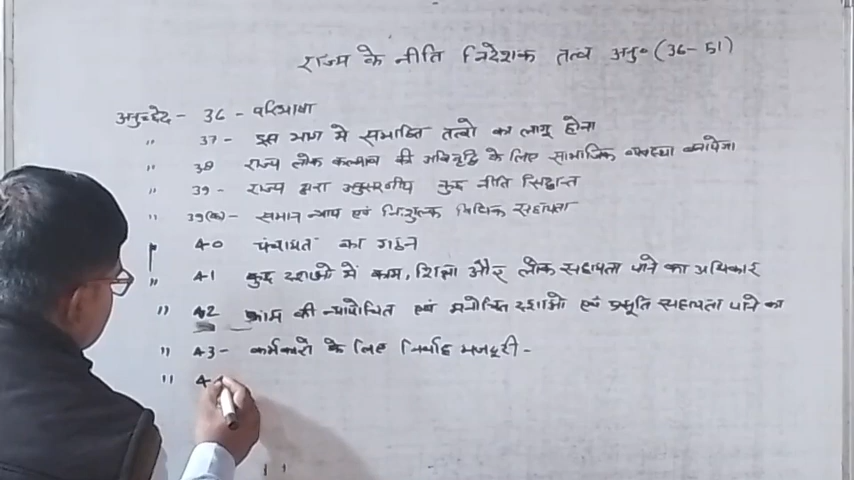 राज्य के नीति निदेशक तत्व अनु॰ (36-51)
अनुच्छेद - 36 - परिभाषा
" 37 - इस भाग मे समाहित तत्वो का लागू होना
" 38 राज्य लोक कल्याण की अभिवृद्धि के लिए सामाजिक व्यवस्था बनायेगा
" 39 - राज्य द्वारा अनुसरणीय कुछ नीति सिद्धान्त
" 39(क) - समान न्याय एवं निःशुल्क विधिक सहायता
" 40 पंचायतो का गठन
" 41 कुछ दशाओ में काम, शिक्षा और लोक सहायता पाने का अधिकार
" 42 काम की न्यायोचित एवं मनोचित दशाओ एवं प्रसूति सहायता पाने का
" 43 - कर्मकारो के लिए निर्वाह मजदूरी -
" 4